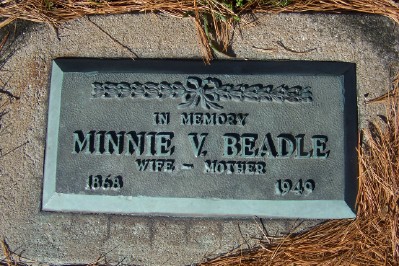 IN MEMORY
MINNIE V. BEADLE
WIFE - MOTHER
1868 1949